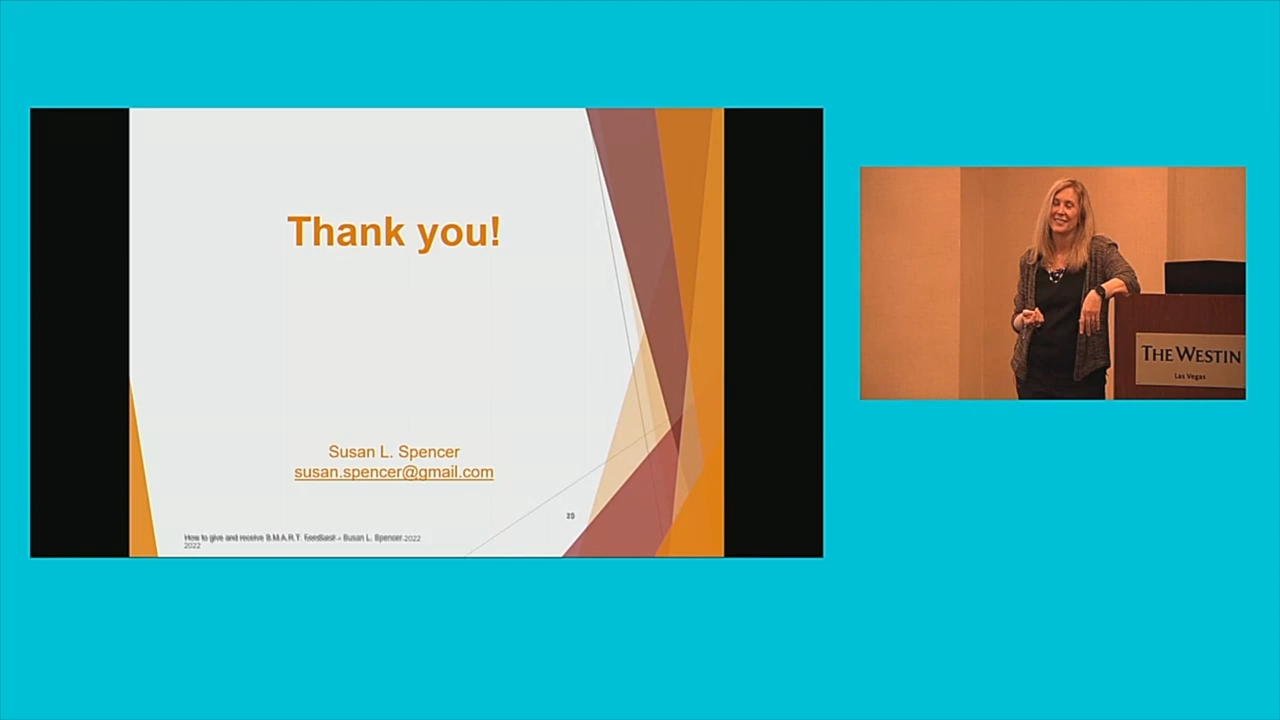 Thank you!
Susan L. Spencer
susan.spencer@gmail.com
How to give and receive S.M.A.R.T. Feedback - Susan L. Spencer 2022
2022
THE WESTIN
Las Vegas